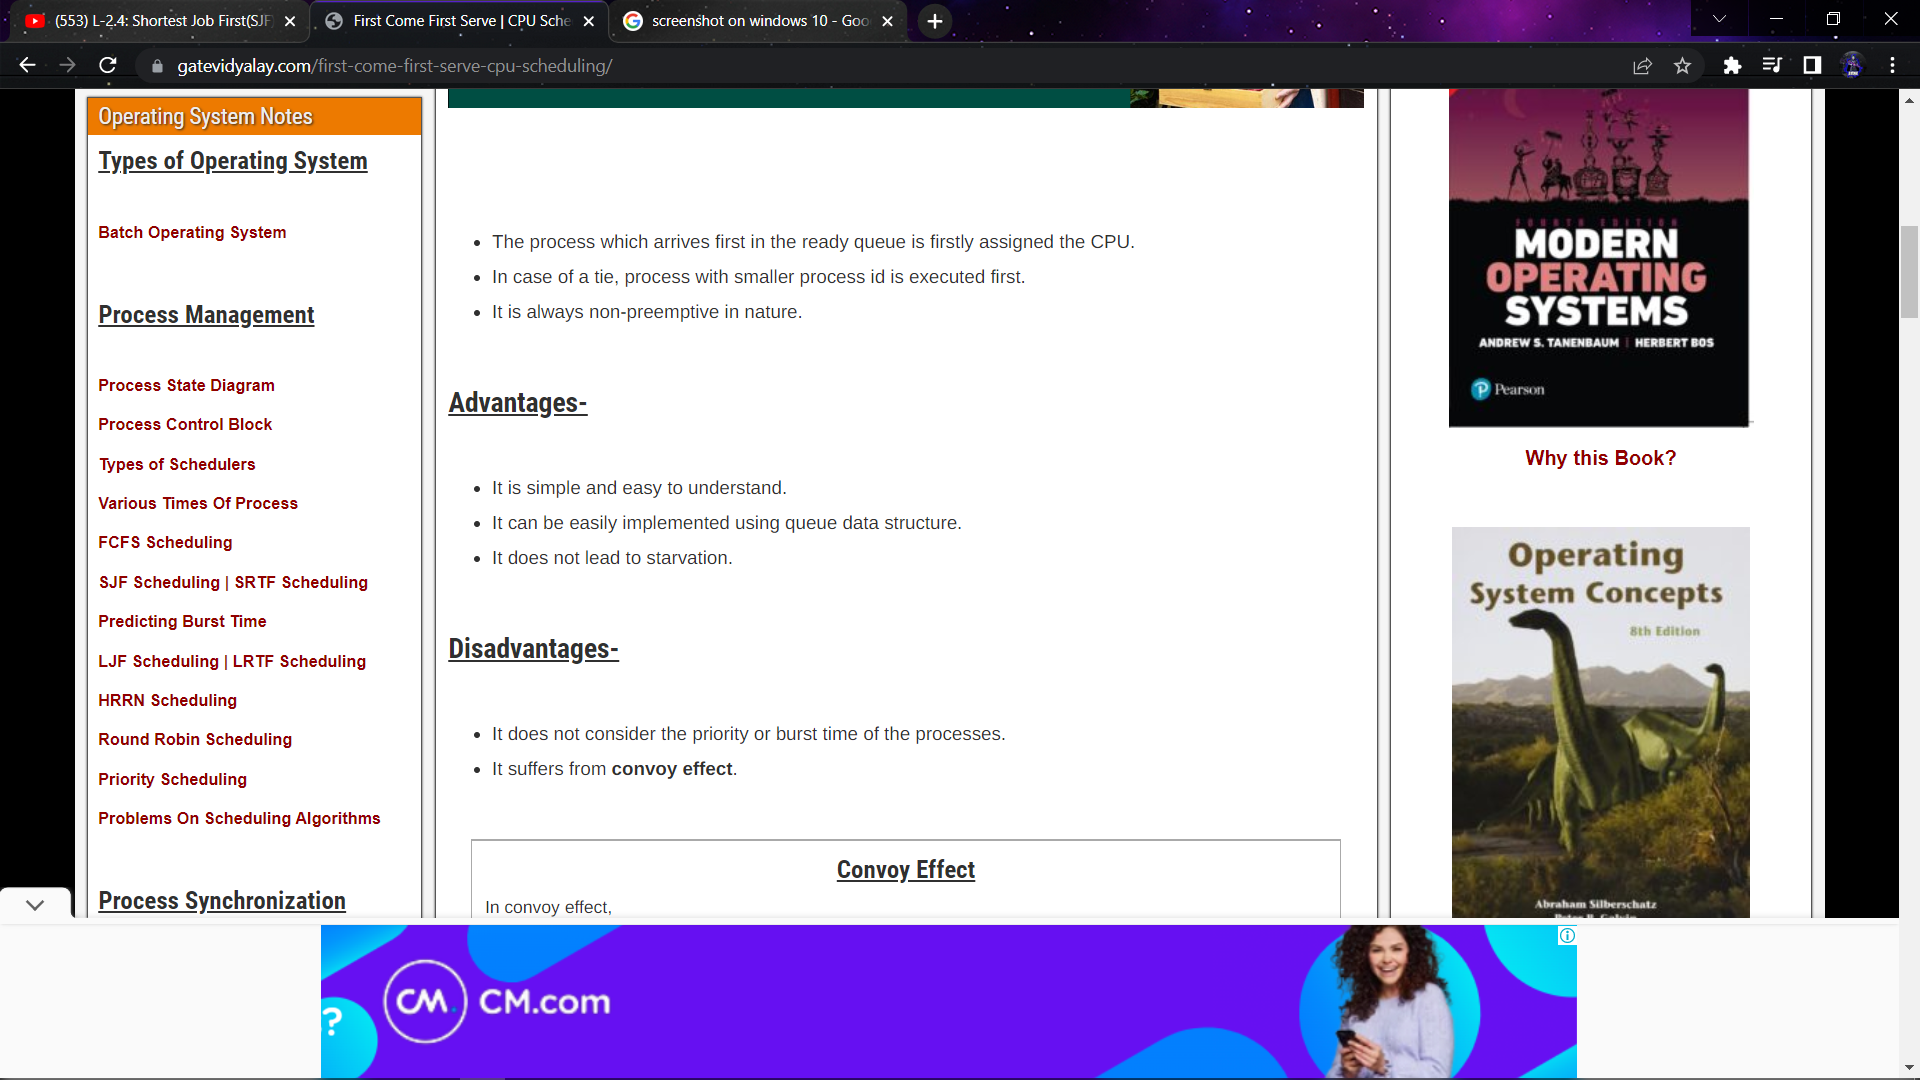 (553) L-2.4: Shortest Job First(SJF
First Come First Serve | CPU Sche
screenshot on windows 10 - Goo
gatevidyalay.com/first-come-first-serve-cpu-scheduling/
Operating System Notes
Types of Operating System
Batch Operating System
Process Management
Process State Diagram
Process Control Block
Types of Schedulers
Various Times Of Process
FCFS Scheduling
SJF Scheduling | SRTF Scheduling
Predicting Burst Time
LJF Scheduling | LRTF Scheduling
HRRN Scheduling
Round Robin Scheduling
Priority Scheduling
Problems On Scheduling Algorithms
Process Synchronization
• The process which arrives first in the ready queue is firstly assigned the CPU.
• In case of a tie, process with smaller process id is executed first.
• It is always non-preemptive in nature.
Advantages-
• It is simple and easy to understand.
• It can be easily implemented using queue data structure.
• It does not lead to starvation.
Disadvantages-
• It does not consider the priority or burst time of the processes.
• It suffers from convoy effect.
Convoy Effect
In convoy effect,
FOURTH EDITION
MODERN
OPERATING
SYSTEMS
ANDREW S. TANENBAUM | HERBERT BOS
P Pearson
Why this Book?
Operating
System Concepts
8th Edition
Abraham Silberschatz
Peter B. Galvin
s?
CM. CM.com